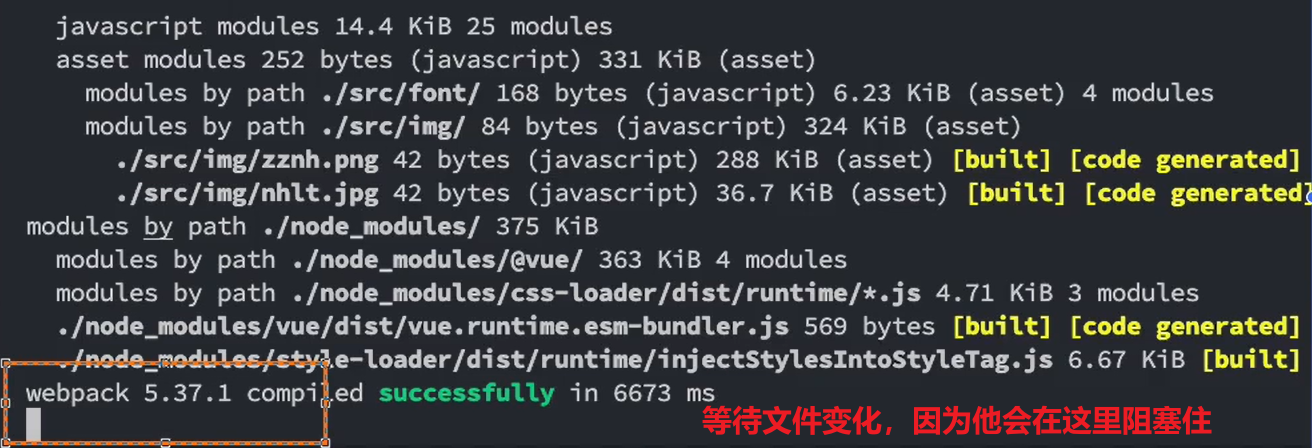 javascript modules 14.4 KiB 25 modules
asset modules 252 bytes (javascript) 331 KiB (asset)
modules by path ./src/font/ 168 bytes (javascript) 6.23 KiB (asset) 4 modules
modules by path ./src/img/ 84 bytes (javascript) 324 KiB (asset)
./src/img/zznh.png 42 bytes (javascript) 288 KiB (asset) [built] [code generated]
./src/img/nhlt.jpg 42 bytes (javascript) 36.7 KiB (asset) [built] [code generated]
modules by path ./node_modules/ 375 KiB
modules by path ./node_modules/@vue/ 363 KiB 4 modules
modules by path ./node_modules/css-loader/dist/runtime/*.js 4.71 KiB 3 modules
./node_modules/vue/dist/vue.runtime.esm-bundler.js 569 bytes [built] [code generated]
./node_modules/style-loader/dist/runtime/injectStylesIntoStyleTag.js 6.67 KiB [built]
webpack 5.37.1 compiled successfully in 6673 ms
等待文件变化，因为他会在这里阻塞住